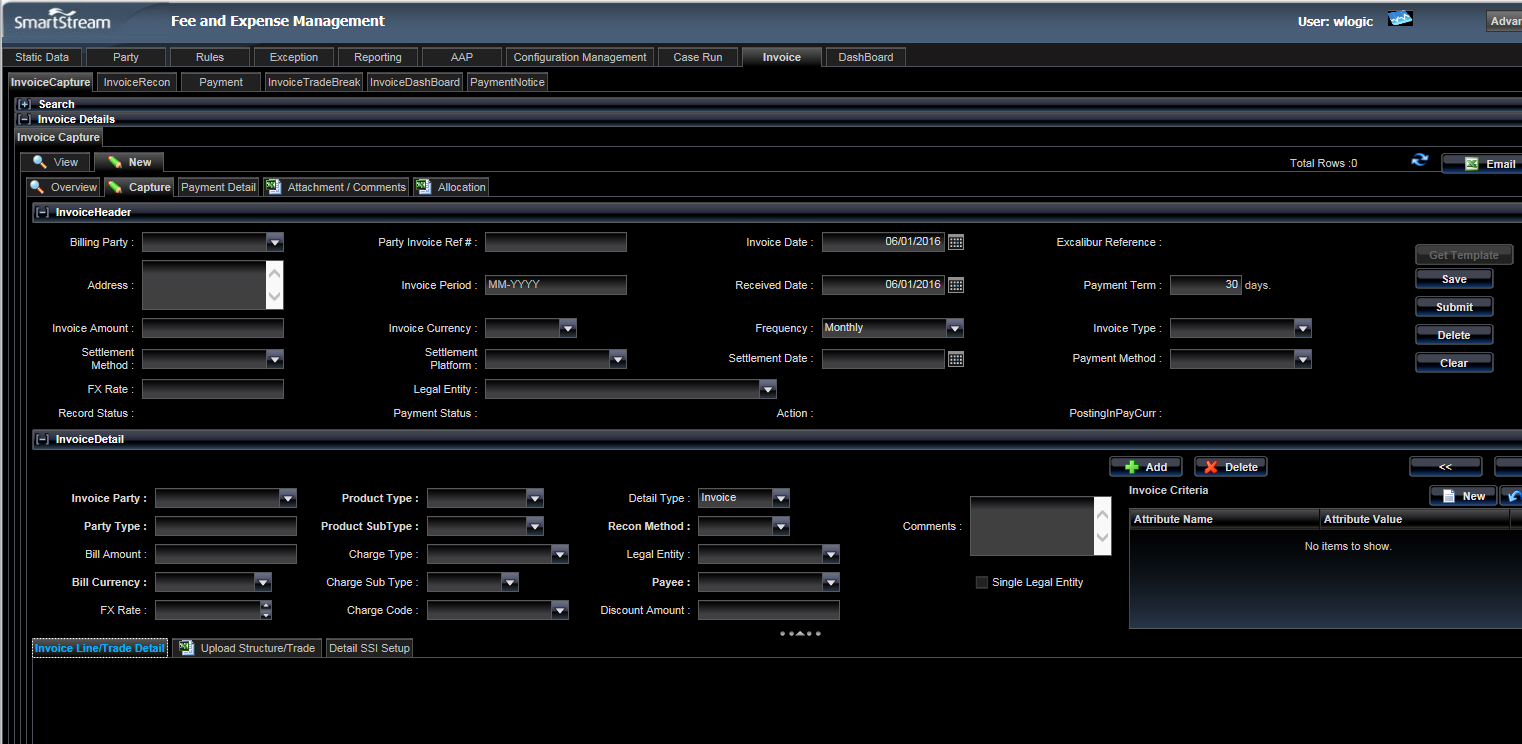 SmartStream Fee and Expense Management User: wlogic Advan
Static Data Party Rules Exception Reporting AAP Configuration Management Case Run Invoice DashBoard
InvoiceCapture InvoiceRecon Payment InvoiceTradeBreak InvoiceDashBoard PaymentNotice
[+] Search
[−] Invoice Details
Invoice Capture
View New Total Rows :0 Email
Overview Capture Payment Detail Attachment / Comments Allocation
[−] InvoiceHeader
Billing Party : Party Invoice Ref # : Invoice Date : 06/01/2016 Excalibur Reference :
Get Template
Address : Invoice Period : MM-YYYY Received Date : 06/01/2016 Payment Term : 30 days.
Save
Submit
Invoice Amount : Invoice Currency : Frequency : Monthly Invoice Type :
Delete
Settlement Method : Settlement Platform : Settlement Date : Payment Method :
Clear
FX Rate : Legal Entity :
Record Status : Payment Status : Action : PostingInPayCurr :
[−] InvoiceDetail
Add Delete <<
Invoice Criteria
New
Invoice Party : Product Type : Detail Type : Invoice
Attribute Name Attribute Value
Party Type : Product SubType : Recon Method : Comments :
No items to show.
Bill Amount : Charge Type : Legal Entity :
Bill Currency : Charge Sub Type : Payee : Single Legal Entity
FX Rate : Charge Code : Discount Amount :
Invoice Line/Trade Detail Upload Structure/Trade Detail SSI Setup